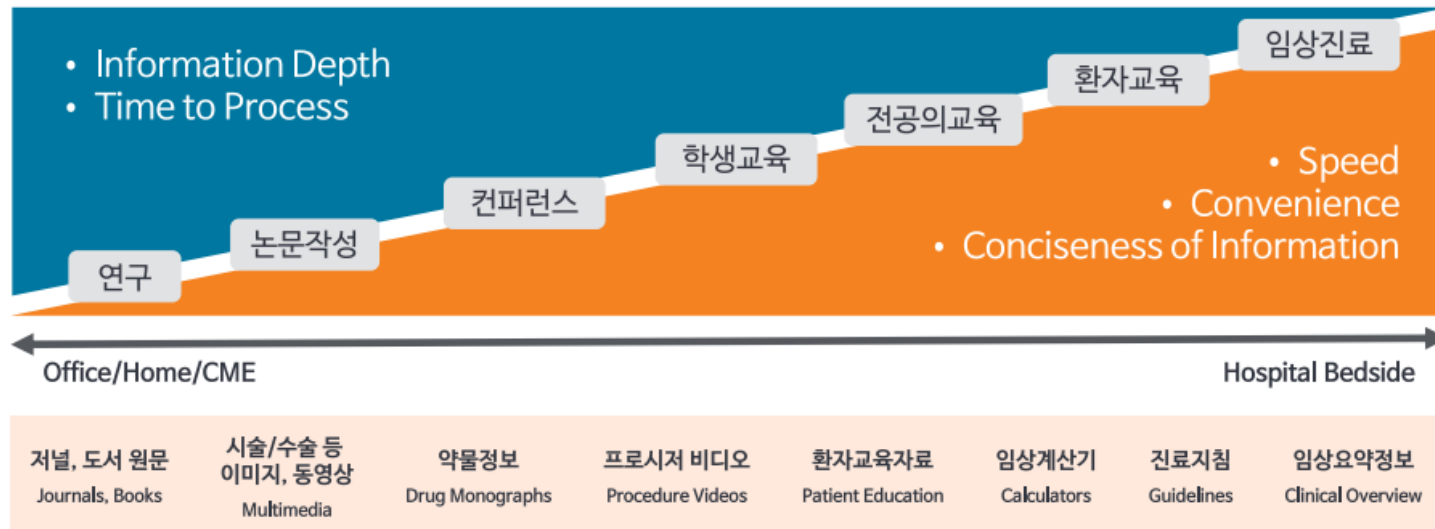 • Information Depth
• Time to Process
임상진료
환자교육
전공의교육
학생교육
컨퍼런스
논문작성
연구
• Speed
• Convenience
• Conciseness of Information
Office/Home/CME
Hospital Bedside
저널, 도서 원문
Journals, Books
시술/수술 등
이미지, 동영상
Multimedia
약물정보
Drug Monographs
프로시저 비디오
Procedure Videos
환자교육자료
Patient Education
임상계산기
Calculators
진료지침
Guidelines
임상요약정보
Clinical Overview